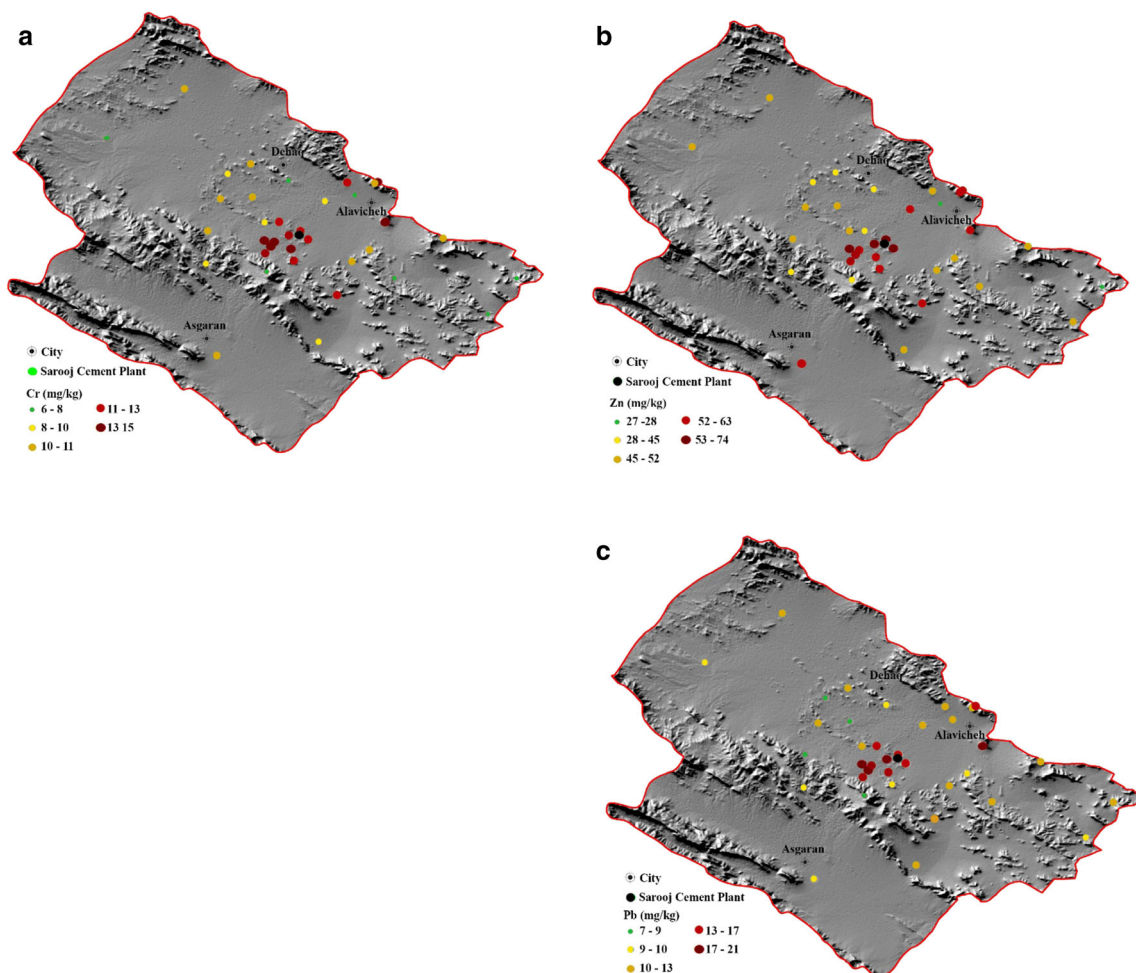 a
Dehaq
Alavicheh
Asgaran
City
Sarooj Cement Plant
Cr (mg/kg)
6 - 8 11 - 13
8 - 10 13 15
10 - 11
b
Dehaq
Alavicheh
Asgaran
City
Sarooj Cement Plant
Zn (mg/kg)
27 -28 52 - 63
28 - 45 53 - 74
45 - 52
c
Dehaq
Alavicheh
Asgaran
City
Sarooj Cement Plant
Pb (mg/kg)
7 - 9 13 - 17
9 - 10 17 - 21
10 - 13